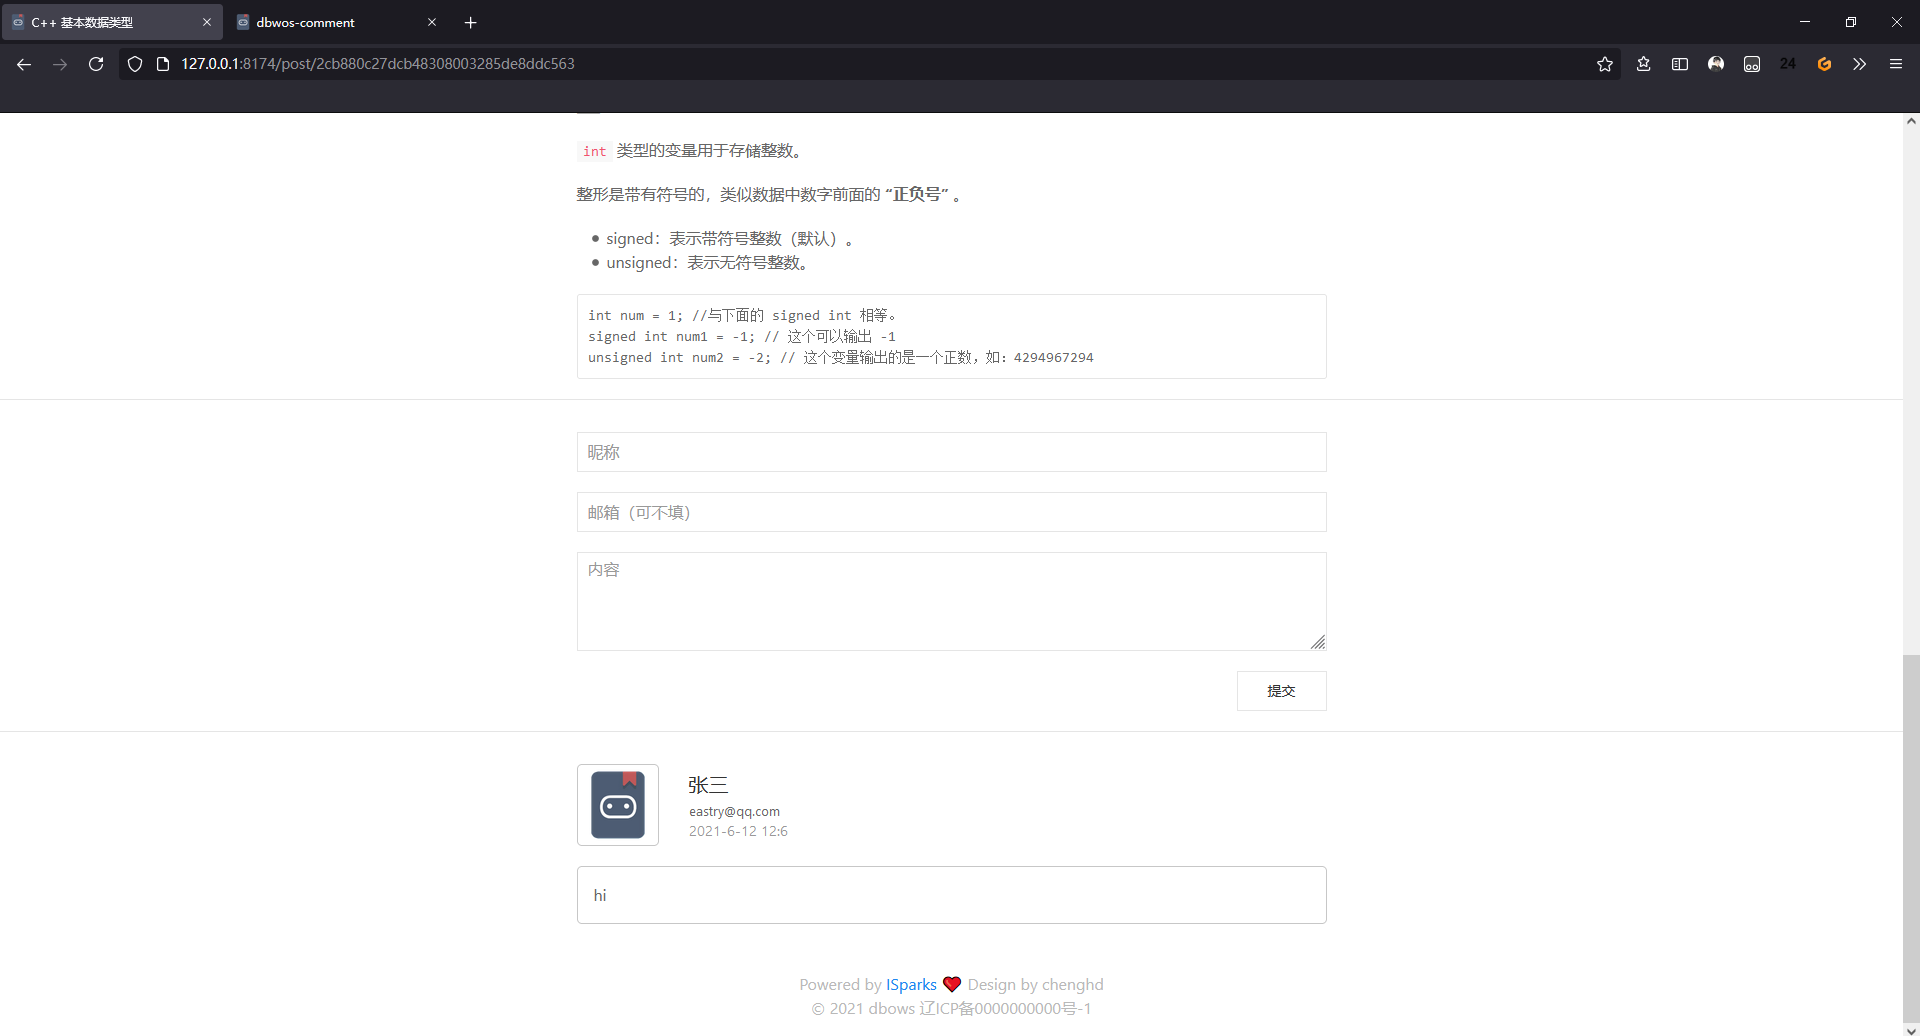 C++ 基本数据类型
dbwos-comment
127.0.0.1:8174/post/2cb880c27dcb48308003285de8ddc563
24
int 类型的变量用于存储整数。
整形是带有符号的，类似数据中数字前面的 “正负号” 。
signed：表示带符号整数（默认）。
unsigned：表示无符号整数。
int num = 1; //与下面的 signed int 相等。
signed int num1 = -1; // 这个可以输出 -1
unsigned int num2 = -2; // 这个变量输出的是一个正数，如：4294967294
昵称
邮箱（可不填）
内容
提交
张三
eastry@qq.com
2021-6-12 12:6
hi
Powered by ISparks ❤ Design by chenghd
© 2021 dbows 辽ICP备0000000000号-1